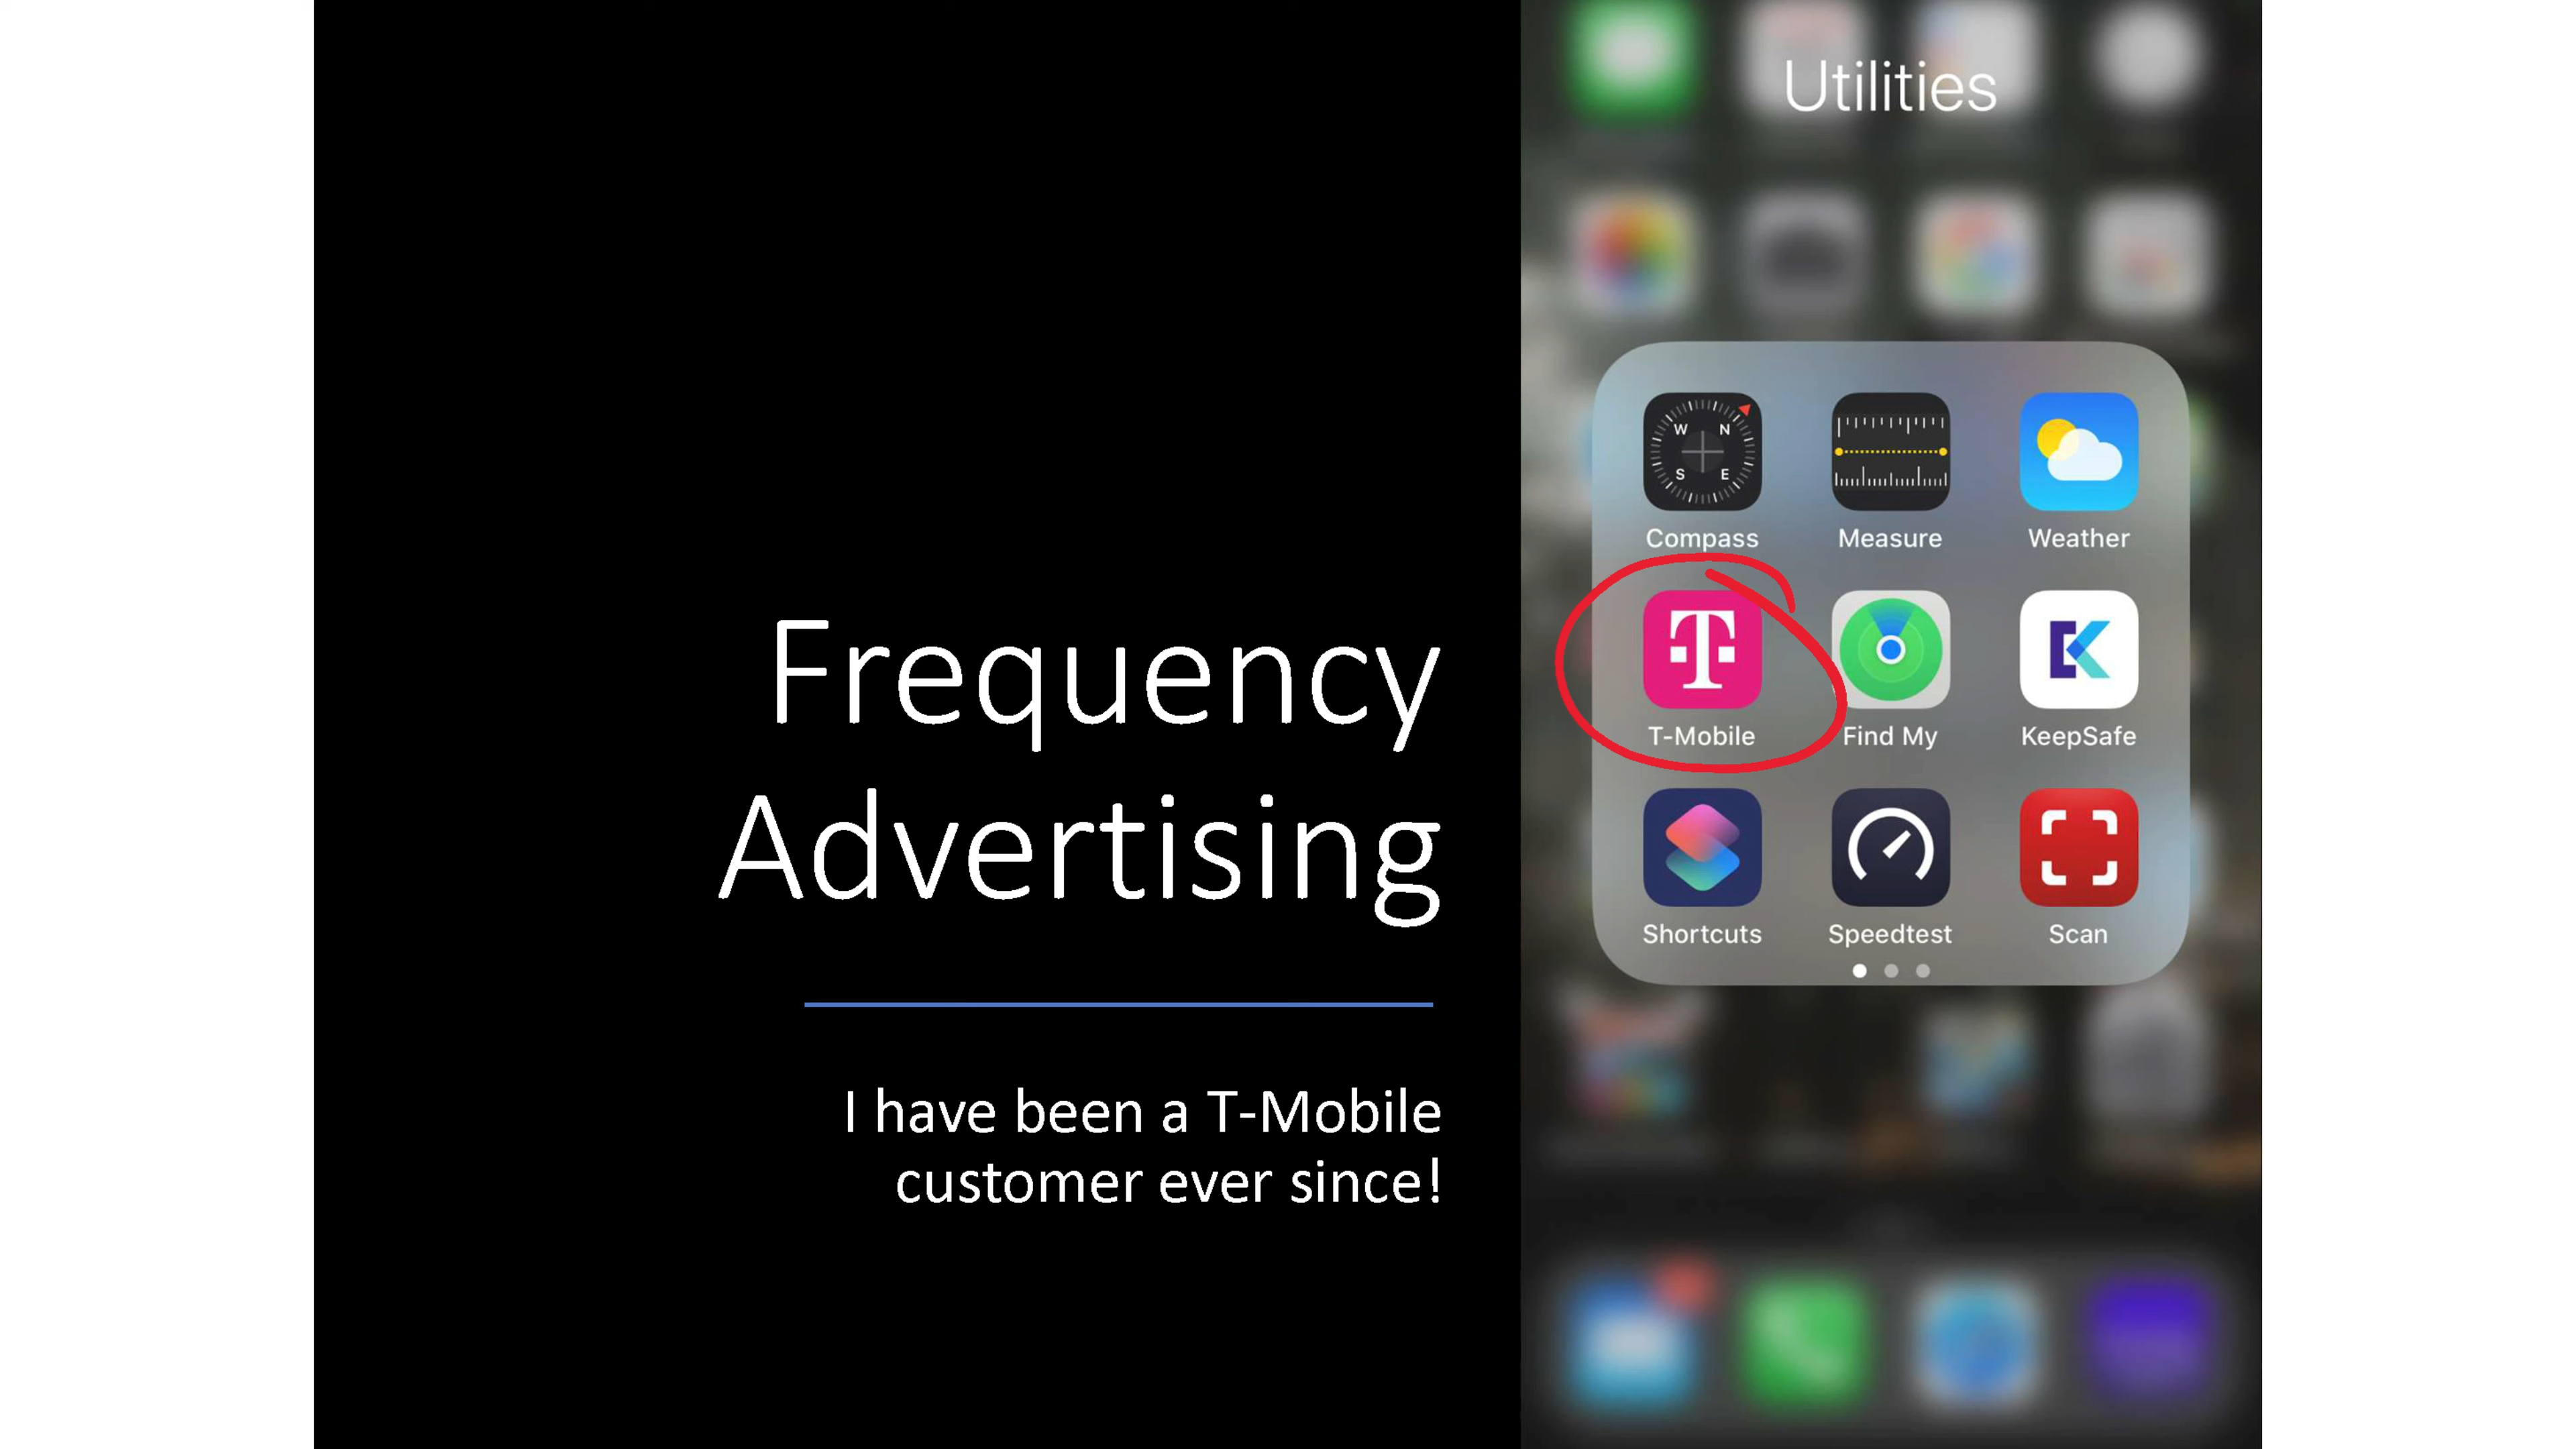 Frequency
Advertising
I have been a T-Mobile
customer ever since!
Utilities
W N
S E
Compass
Measure
Weather
T
T-Mobile
Find My
K
KeepSafe
Shortcuts
Speedtest
Scan